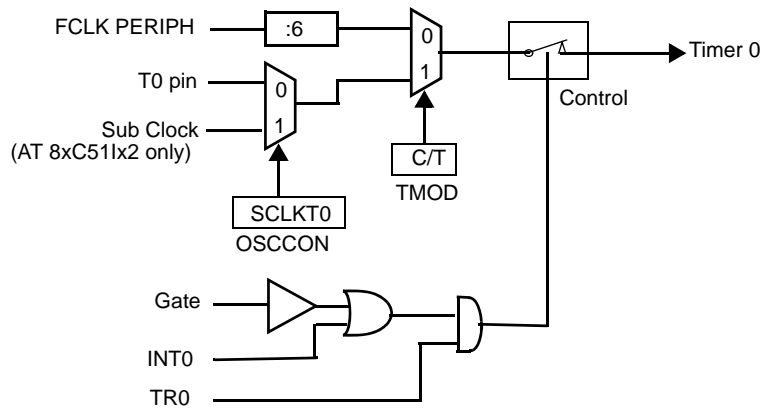 FCLK PERIPH
:6
0
1
Timer 0
T0 pin
0
1
Control
Sub Clock
(AT 8xC51Ix2 only)
C/T
TMOD
SCLKT0
OSCCON
Gate
INT0
TR0